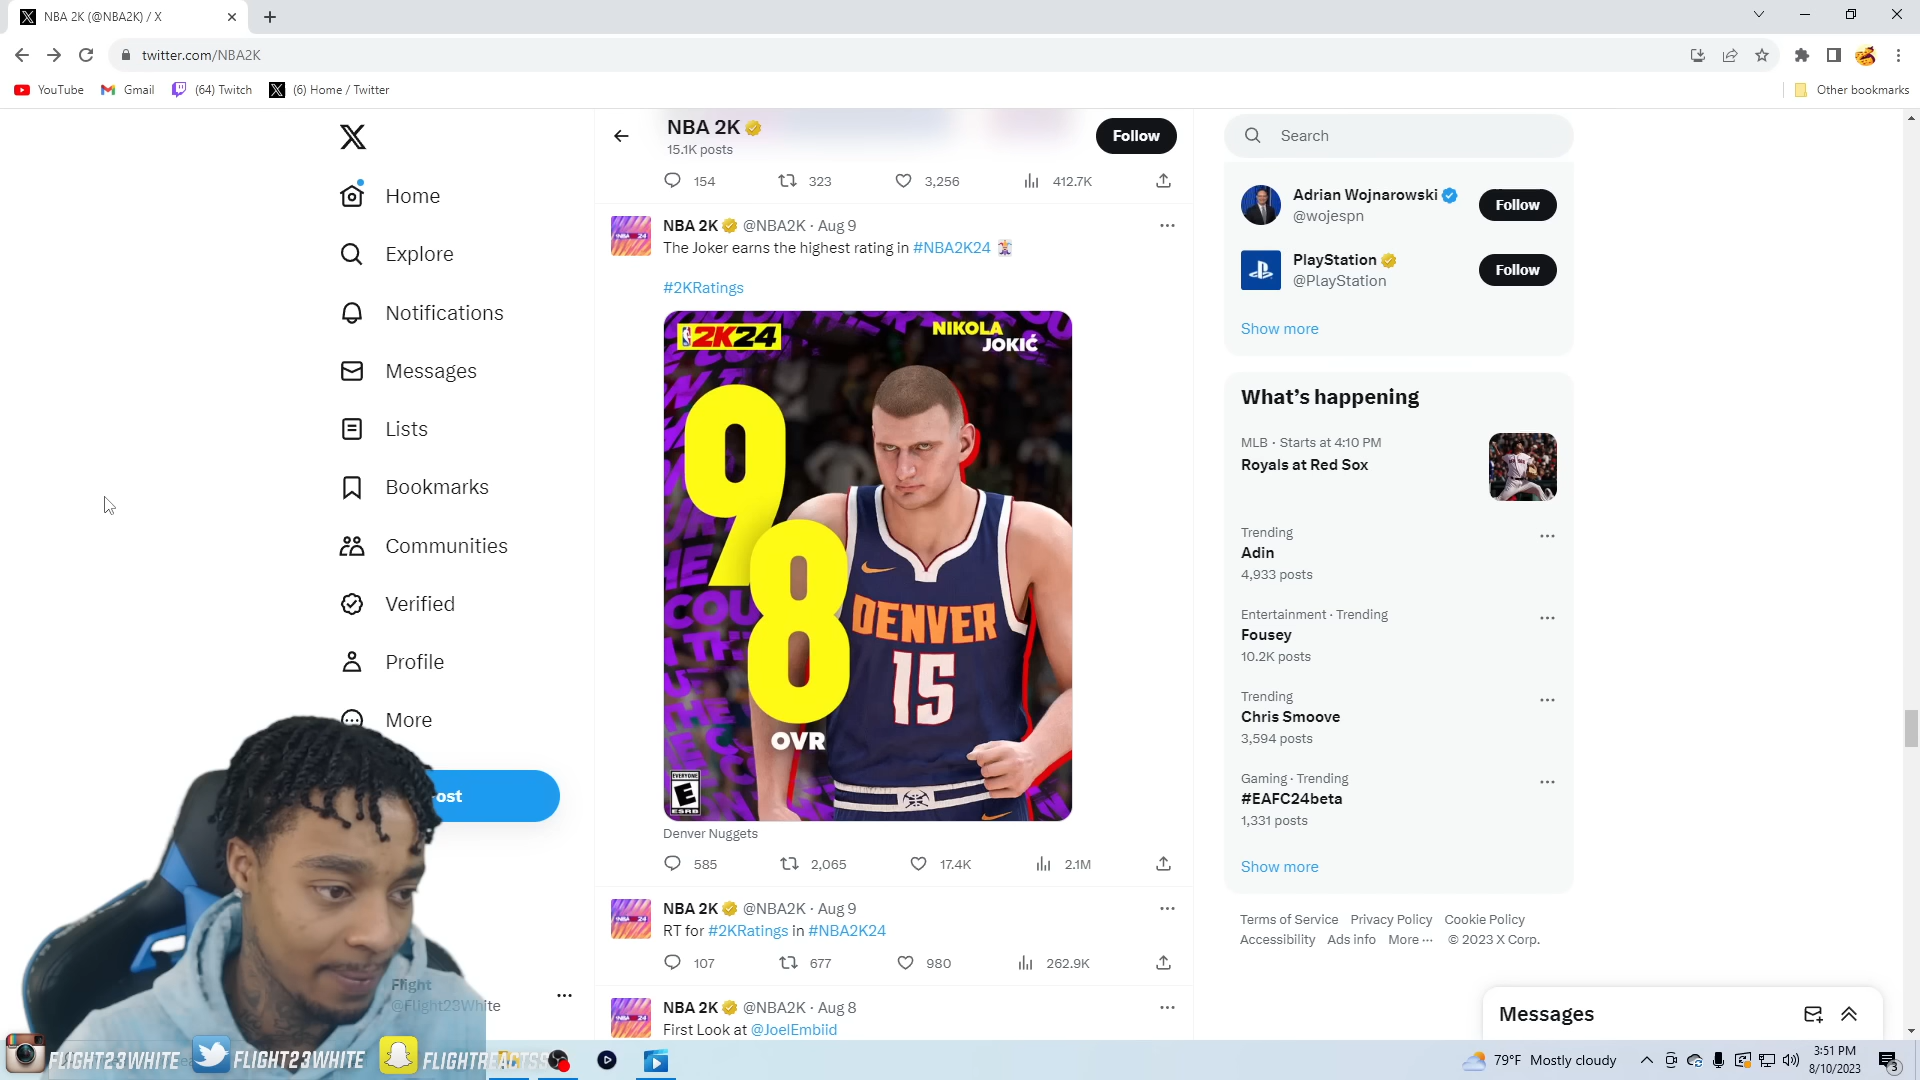 NBA 2K (@NBA2K) / X
twitter.com/NBA2K
YouTube
Gmail
(64) Twitch
(6) Home / Twitter
Other bookmarks
Home
Explore
Notifications
Messages
Lists
Bookmarks
Communities
Verified
Profile
More
ost
Flight
@Flight23White
NBA 2K
15.1K posts
Follow
154
323
3,256
412.7K
NBA 2K @NBA2K · Aug 9
The Joker earns the highest rating in #NBA2K24
#2KRatings
2K24
NIKOLA
JOKIĆ
98
OVR
DENVER
15
EVERYONE
E
ESRB
Denver Nuggets
585
2,065
17.4K
2.1M
NBA 2K @NBA2K · Aug 9
RT for #2KRatings in #NBA2K24
107
677
980
262.9K
NBA 2K @NBA2K · Aug 8
First Look at @JoelEmbiid
Search
Adrian Wojnarowski
@wojespn
Follow
PlayStation
@PlayStation
Follow
Show more
What's happening
MLB · Starts at 4:10 PM
Royals at Red Sox
Trending
Adin
4,933 posts
Entertainment · Trending
Fousey
10.2K posts
Trending
Chris Smoove
3,594 posts
Gaming · Trending
#EAFC24beta
1,331 posts
Show more
Terms of Service Privacy Policy Cookie Policy
Accessibility Ads info More ··· © 2023 X Corp.
Messages
FLIGHT23WHITE
FLIGHT23WHITE
FLIGHTREACTSS
79°F Mostly cloudy
3:51 PM
8/10/2023
3